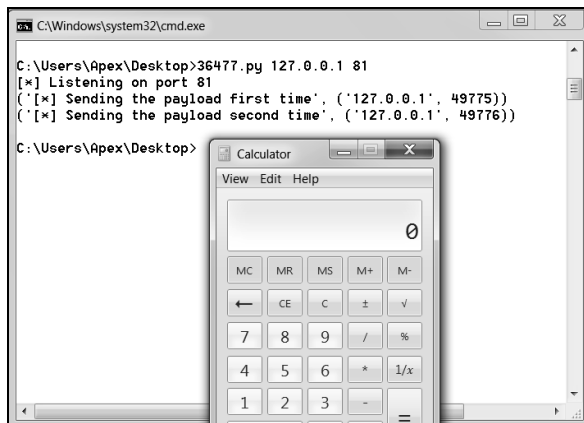 C:\Windows\system32\cmd.exe
C:\Users\Apex\Desktop>36477.py 127.0.0.1 81
[*] Listening on port 81
('[*] Sending the payload first time', ('127.0.0.1', 49775))
('[*] Sending the payload second time', ('127.0.0.1', 49776))
C:\Users\Apex\Desktop>
Calculator
View Edit Help
0
MC MR MS M+ M-
← CE C ± √
7 8 9 / %
4 5 6 * 1/x
1 2 3 - =